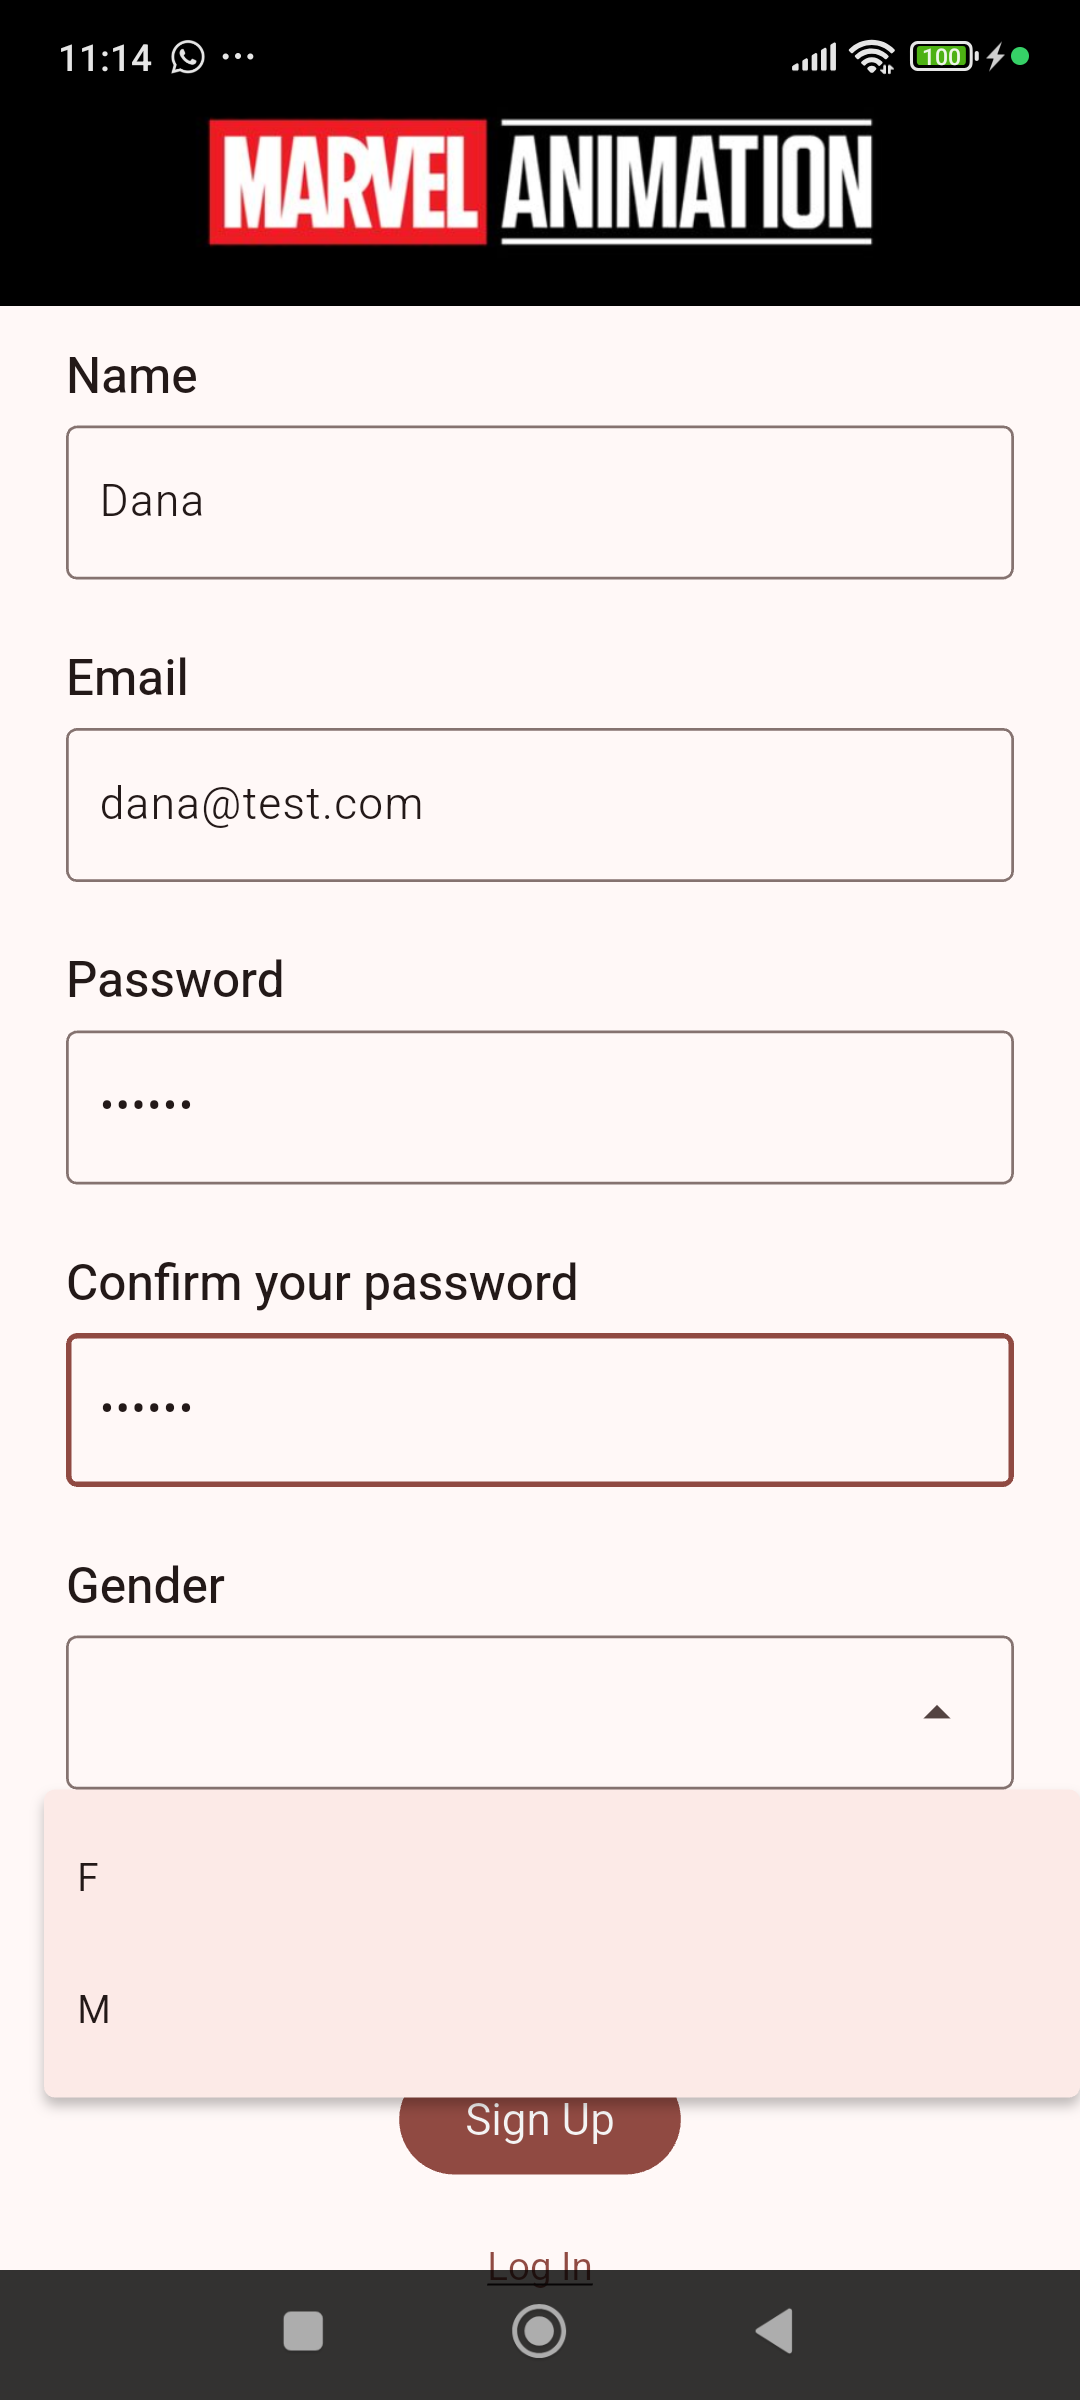 11:14
100
MARVEL ANIMATION
Name
Dana
Email
dana@test.com
Password
••••••
Confirm your password
••••••
Gender
F
M
Sign Up
Log In